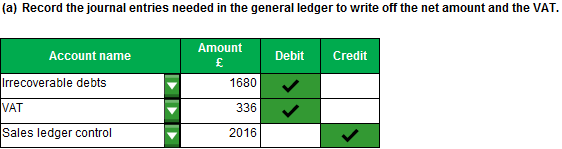 (a) Record the journal entries needed in the general ledger to write off the net amount and the VAT.
Account name Amount £ Debit Credit
Irrecoverable debts 1680 ✓
VAT 336 ✓
Sales ledger control 2016 ✓